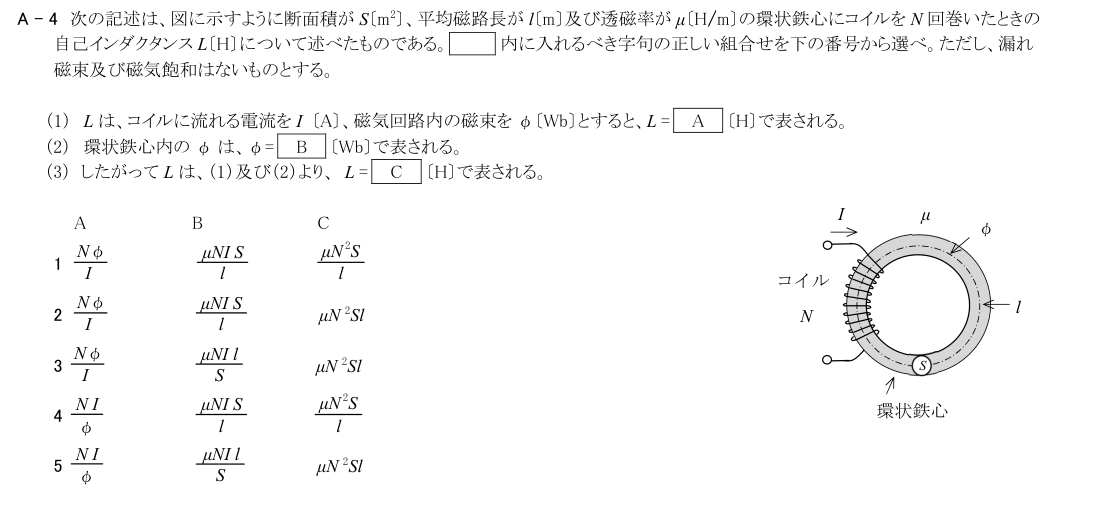 A－4 次の記述は、図に示すように断面積が S〔m²〕、平均磁路長が l〔m〕及び透磁率が μ〔H/m〕の環状鉄心にコイルを N 回巻いたときの
自己インダクタンス L〔H〕について述べたものである。 内に入れるべき字句の正しい組合せを下の番号から選べ。ただし、漏れ
磁束及び磁気飽和はないものとする。
(1) L は、コイルに流れる電流を I〔A〕、磁気回路内の磁束を φ〔Wb〕とすると、L= A 〔H〕で表される。
(2) 環状鉄心内の φ は、φ= B 〔Wb〕で表される。
(3) したがって L は、(1)及び(2)より、 L= C 〔H〕で表される。
A B C
1 Nφ/I μNIS/l μN²S/l
2 Nφ/I μNIS/l μN²Sl
3 Nφ/I μNIl/S μN²Sl
4 NI/φ μNIS/l μN²S/l
5 NI/φ μNIl/S μN²Sl
I μ φ
コイル
N
l
S
環状鉄心